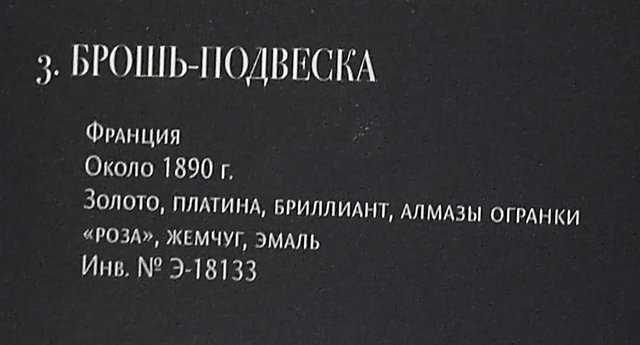 3. БРОШЬ-ПОДВЕСКА
Франция
Около 1890 г.
Золото, платина, бриллиант, алмазы огранки
«роза», жемчуг, эмаль
Инв. № Э-18133